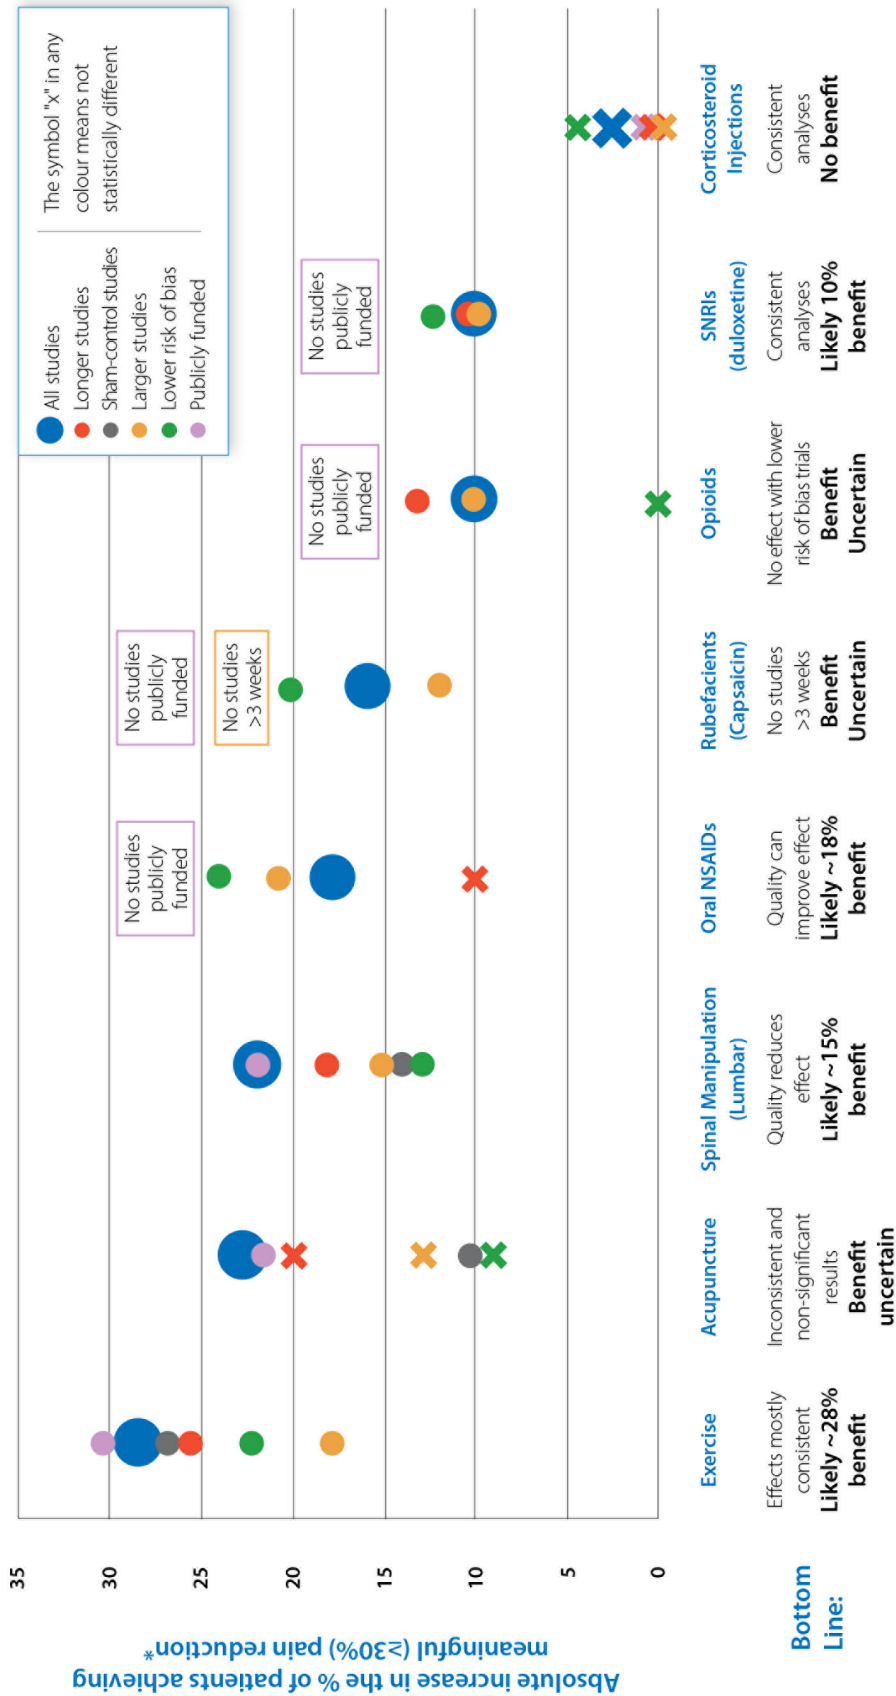 Absolute increase in the % of patients achieving
meaningful (≥30%) pain reduction*
35
30
25
20
15
10
5
0
All studies
Longer studies
Sham-control studies
Larger studies
Lower risk of bias
Publicly funded
The symbol "x" in any
colour means not
statistically different
No studies
publicly
funded
No studies
publicly
funded
No studies
>3 weeks
No studies
publicly
funded
No studies
publicly
funded
Exercise
Acupuncture
Spinal Manipulation
(Lumbar)
Oral NSAIDs
Rubefacients
(Capsaicin)
Opioids
SNRIs
(duloxetine)
Corticosteroid
Injections
Bottom
Line:
Effects mostly
consistent
Likely ~28%
benefit
Inconsistent and
non-significant
results
Benefit
uncertain
Quality reduces
effect
Likely ~15%
benefit
Quality can
improve effect
Likely ~18%
benefit
No studies
>3 weeks
Benefit
Uncertain
No effect with lower
risk of bias trials
Benefit
Uncertain
Consistent
analyses
Likely 10%
benefit
Consistent
analyses
No benefit